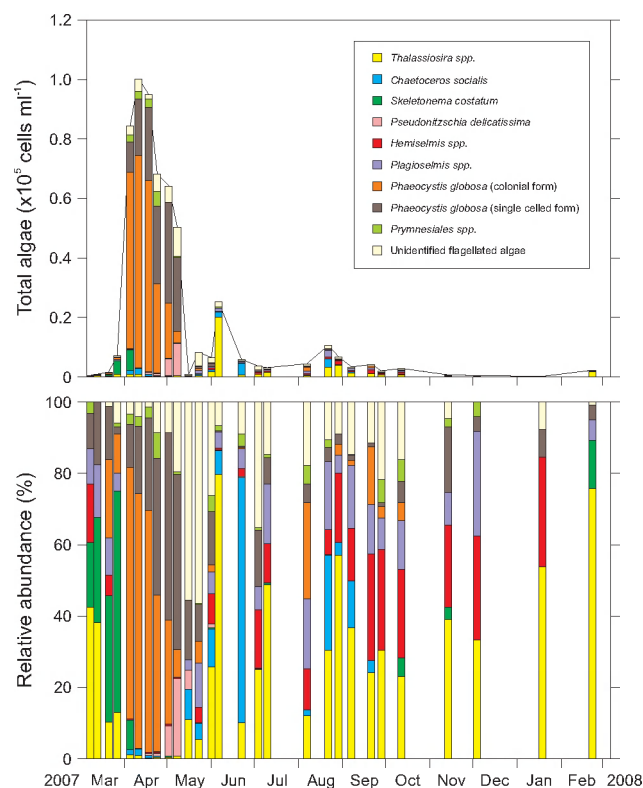 1.2
1.0
0.8
0.6
0.4
0.2
0
Total algae (x10⁵ cells ml⁻¹)
Thalassiosira spp.
Chaetoceros socialis
Skeletonema costatum
Pseudonitzschia delicatissima
Hemiselmis spp.
Plagioselmis spp.
Phaeocystis globosa (colonial form)
Phaeocystis globosa (single celled form)
Prymnesiales spp.
Unidentified flagellated algae
100
80
60
40
20
0
Relative abundance (%)
2007 Mar Apr May Jun Jul Aug Sep Oct Nov Dec Jan Feb 2008